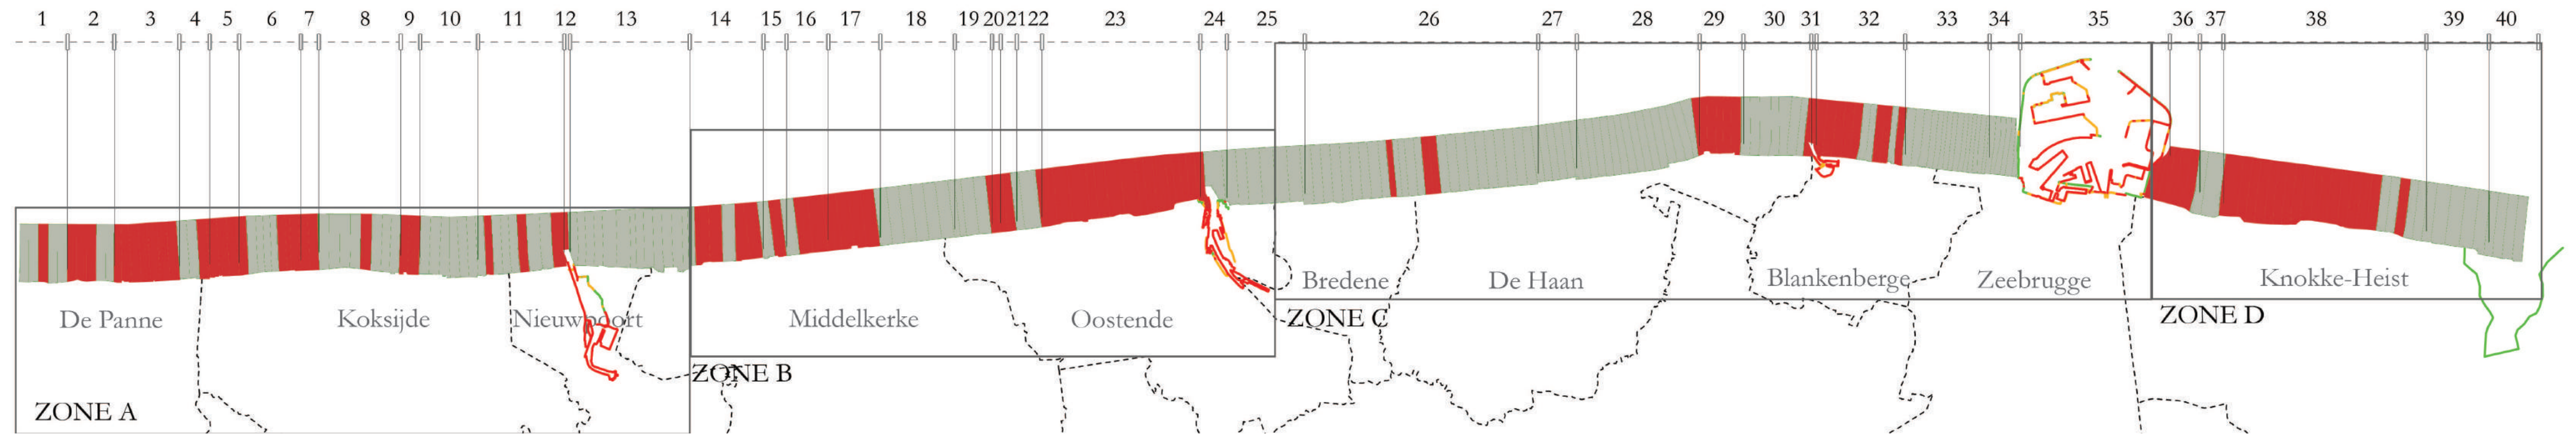 1 2 3 4 5 6 7 8 9 10 11 12 13 14 15 16 17 18 19 20 21 22 23 24 25 26 27 28 29 30 31 32 33 34 35 36 37 38 39 40
Bredene De Haan Blankenberge Zeebrugge Knokke-Heist
De Panne Koksijde Nieuwpoort Middelkerke Oostende ZONE C ZONE D
ZONE B
ZONE A